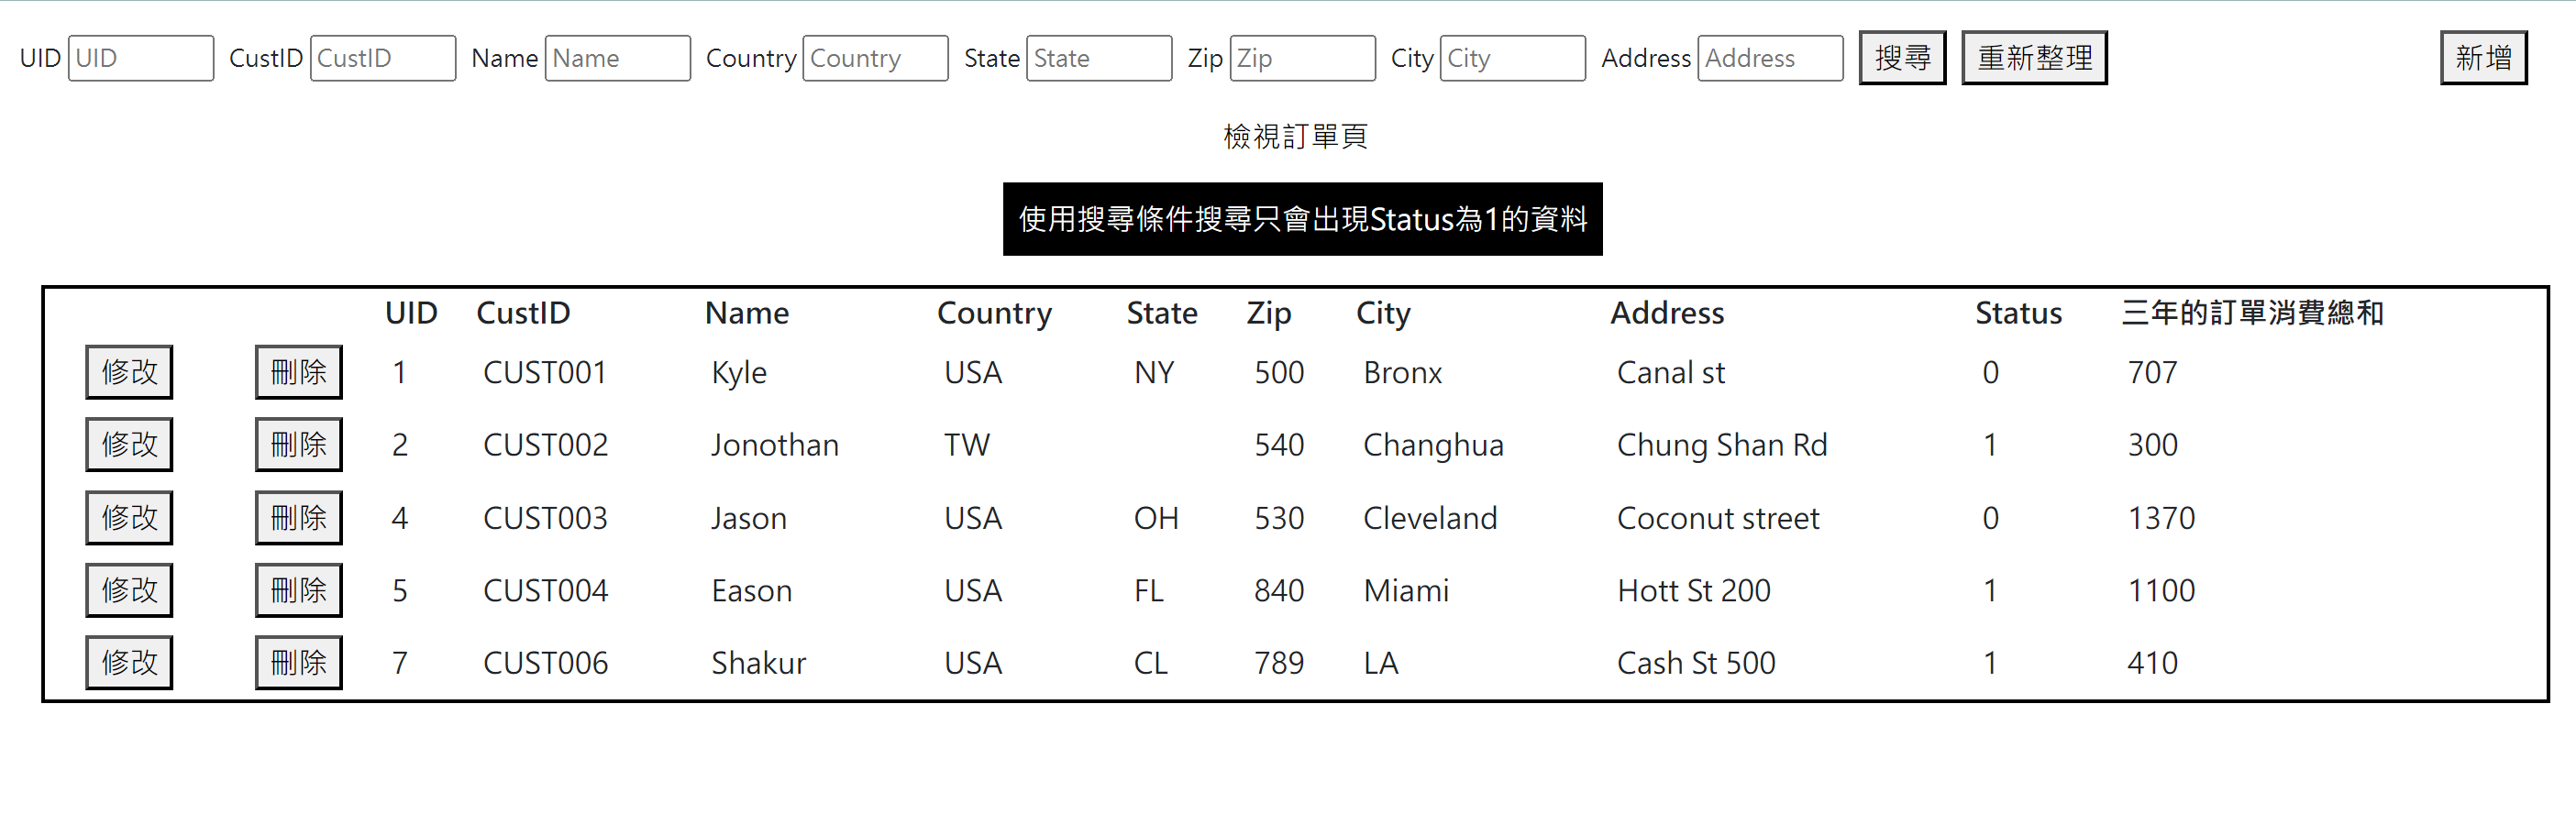 UID UID CustID CustID Name Name Country Country State State Zip Zip City City Address Address 搜尋 重新整理 新增
檢視訂單頁
使用搜尋條件搜尋只會出現Status為1的資料
UID CustID Name Country State Zip City Address Status 三年的訂單消費總和
修改 刪除 1 CUST001 Kyle USA NY 500 Bronx Canal st 0 707
修改 刪除 2 CUST002 Jonothan TW 540 Changhua Chung Shan Rd 1 300
修改 刪除 4 CUST003 Jason USA OH 530 Cleveland Coconut street 0 1370
修改 刪除 5 CUST004 Eason USA FL 840 Miami Hott St 200 1 1100
修改 刪除 7 CUST006 Shakur USA CL 789 LA Cash St 500 1 410